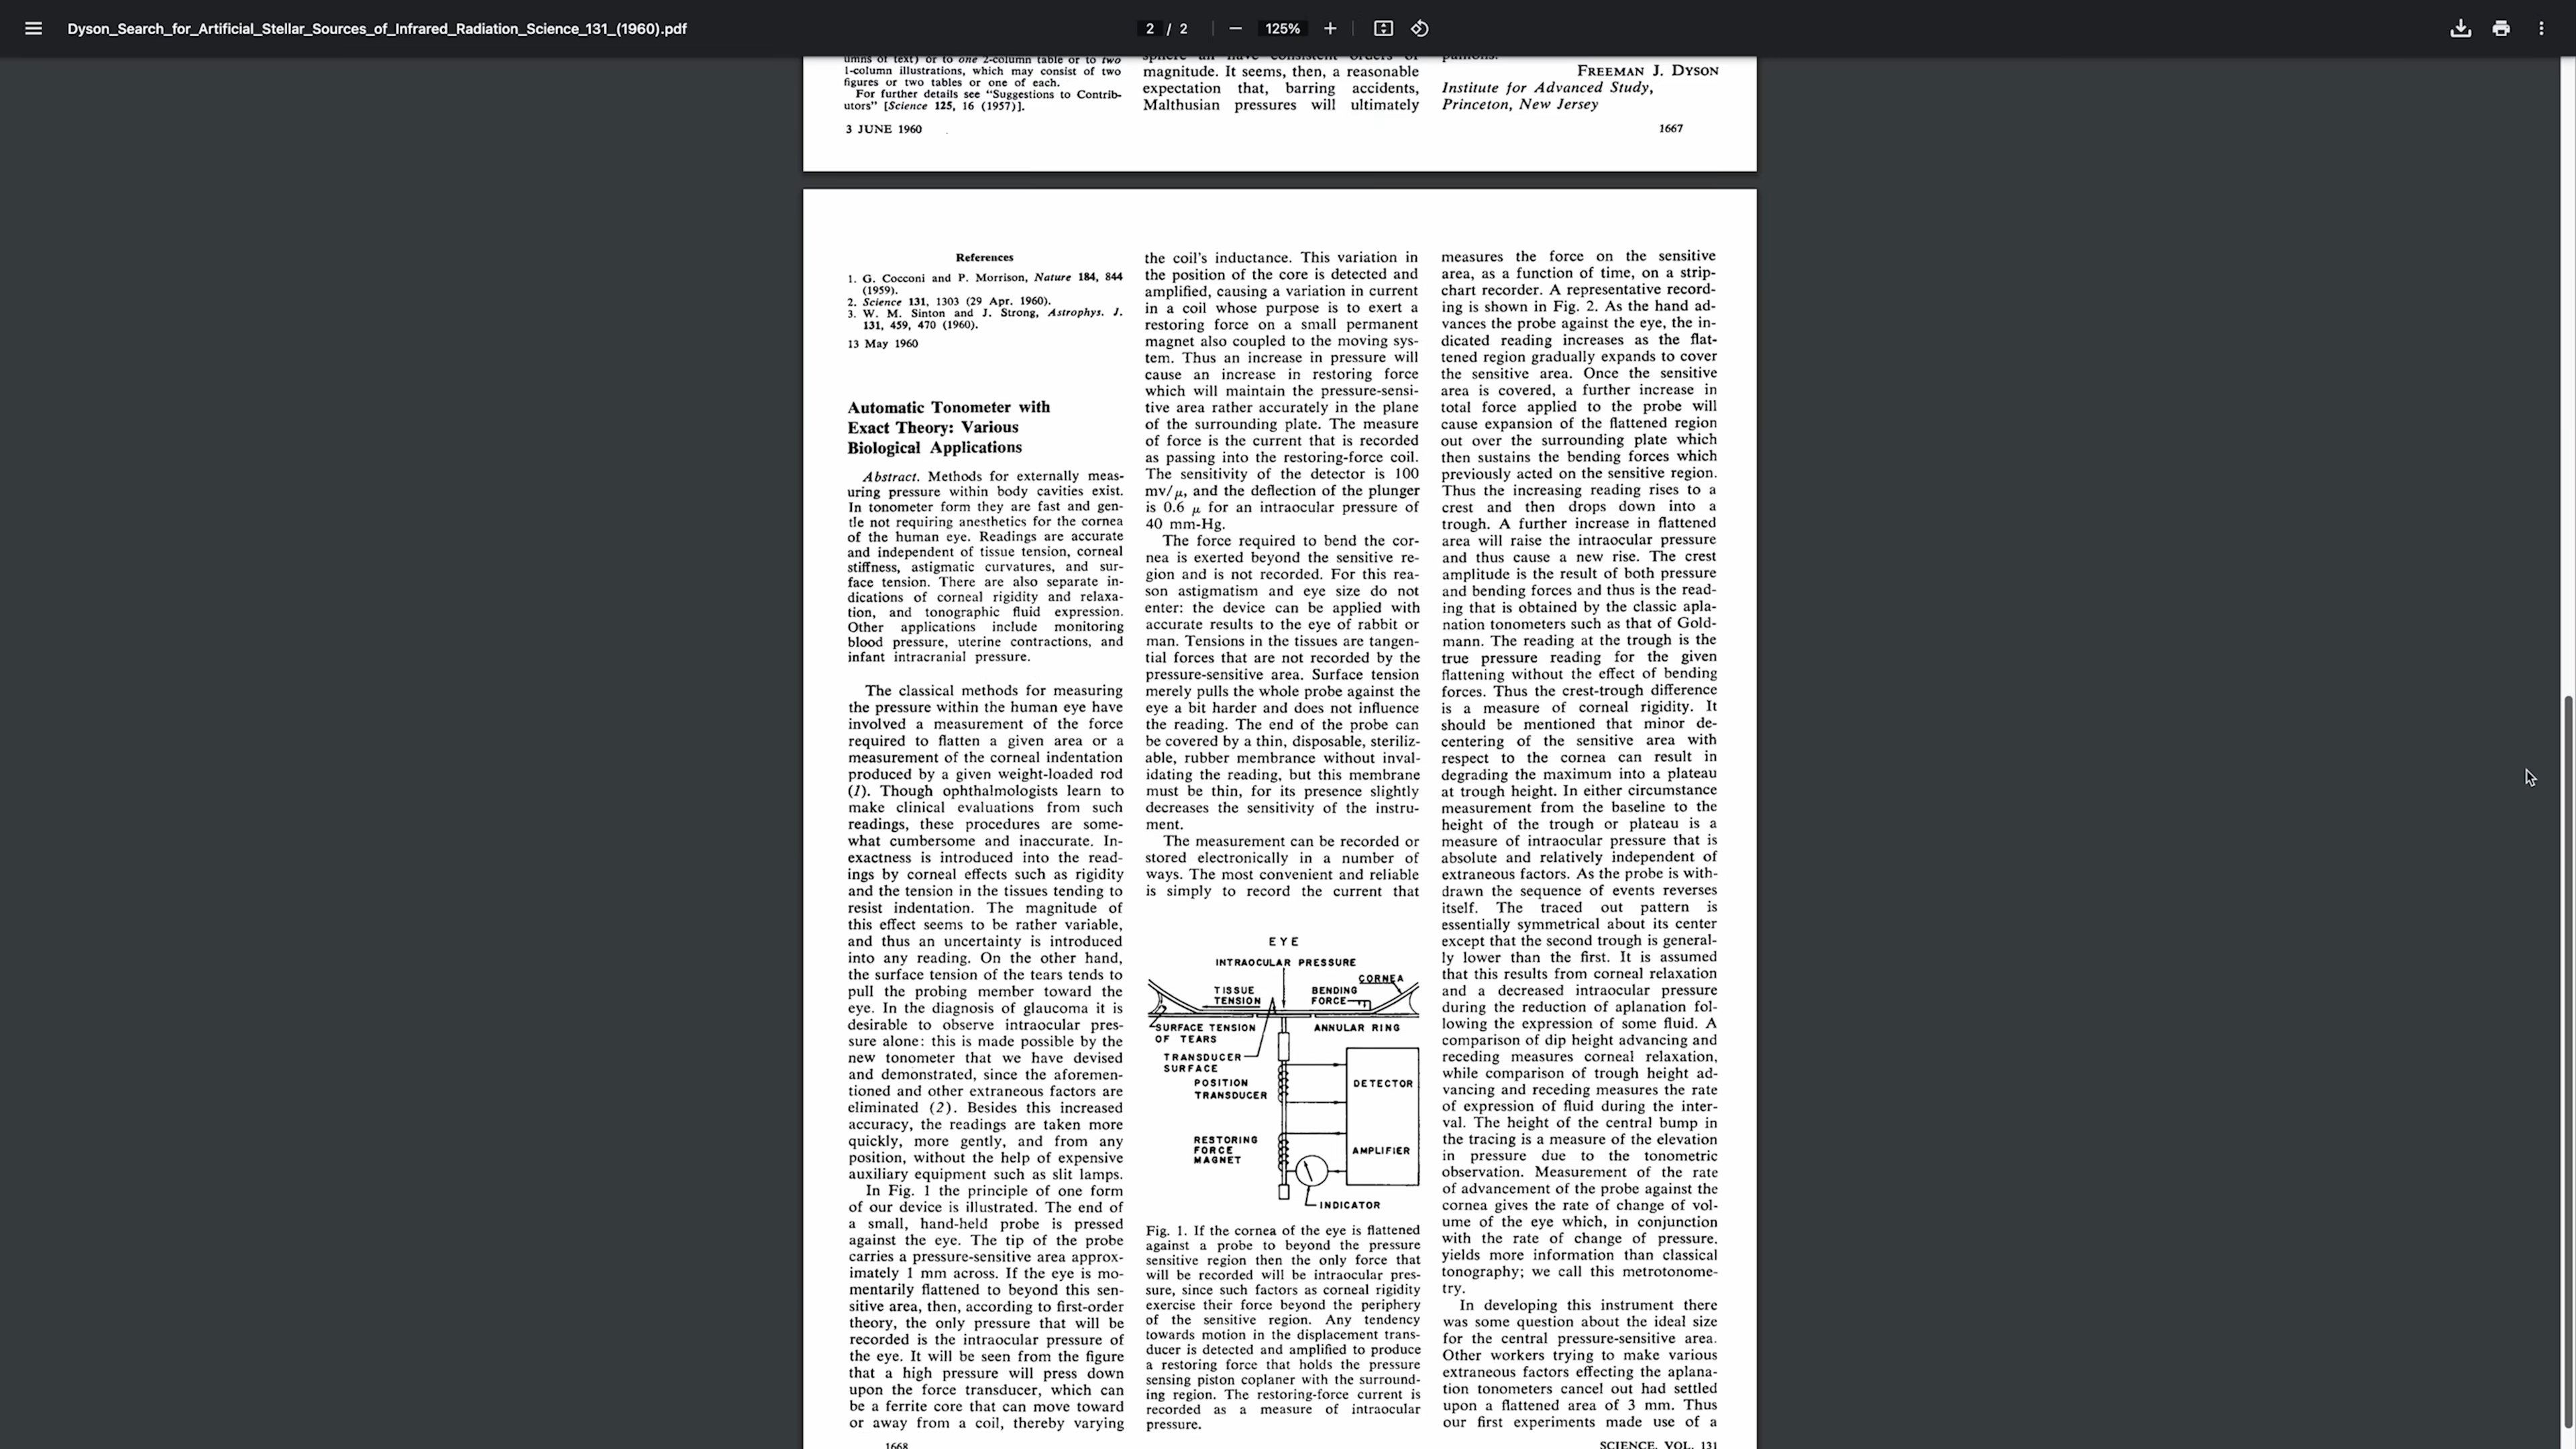 Dyson_Search_for_Artificial_Stellar_Sources_of_Infrared_Radiation_Science_131_(1960).pdf
2 / 2
125%
umns of text) or to one 2-column table or to two
1-column illustrations, which may consist of two
figures or two tables or one of each.
For further details see "Suggestions to Contrib-
utors" [Science 125, 16 (1957)].
3 JUNE 1960
magnitude. It seems, then, a reasonable
expectation that, barring accidents,
Malthusian pressures will ultimately
FREEMAN J. DYSON
Institute for Advanced Study,
Princeton, New Jersey
1667
References
1. G. Cocconi and P. Morrison, Nature 184, 844
(1959).
2. Science 131, 1303 (29 Apr. 1960).
3. W. M. Sinton and J. Strong, Astrophys. J.
131, 459, 470 (1960).
13 May 1960
Automatic Tonometer with
Exact Theory: Various
Biological Applications
Abstract. Methods for externally meas-
uring pressure within body cavities exist.
In tonometer form they are fast and gen-
tle not requiring anesthetics for the cornea
of the human eye. Readings are accurate
and independent of tissue tension, corneal
stiffness, astigmatic curvatures, and sur-
face tension. There are also separate in-
dications of corneal rigidity and relaxa-
tion, and tonographic fluid expression.
Other applications include monitoring
blood pressure, uterine contractions, and
infant intracranial pressure.
The classical methods for measuring
the pressure within the human eye have
involved a measurement of the force
required to flatten a given area or a
measurement of the corneal indentation
produced by a given weight-loaded rod
(1). Though ophthalmologists learn to
make clinical evaluations from such
readings, these procedures are some-
what cumbersome and inaccurate. In-
exactness is introduced into the read-
ings by corneal effects such as rigidity
and the tension in the tissues tending to
resist indentation. The magnitude of
this effect seems to be rather variable,
and thus an uncertainty is introduced
into any reading. On the other hand,
the surface tension of the tears tends to
pull the probing member toward the
eye. In the diagnosis of glaucoma it is
desirable to observe intraocular pres-
sure alone: this is made possible by the
new tonometer that we have devised
and demonstrated, since the aforemen-
tioned and other extraneous factors are
eliminated (2). Besides this increased
accuracy, the readings are taken more
quickly, more gently, and from any
position, without the help of expensive
auxiliary equipment such as slit lamps.
In Fig. 1 the principle of one form
of our device is illustrated. The end of
a small, hand-held probe is pressed
against the eye. The tip of the probe
carries a pressure-sensitive area approx-
imately 1 mm across. If the eye is mo-
mentarily flattened to beyond this sen-
sitive area, then, according to first-order
theory, the only pressure that will be
recorded is the intraocular pressure of
the eye. It will be seen from the figure
that a high pressure will press down
upon the force transducer, which can
be a ferrite core that can move toward
or away from a coil, thereby varying
1668
the coil's inductance. This variation in
the position of the core is detected and
amplified, causing a variation in current
in a coil whose purpose is to exert a
restoring force on a small permanent
magnet also coupled to the moving sys-
tem. Thus an increase in pressure will
cause an increase in restoring force
which will maintain the pressure-sensi-
tive area rather accurately in the plane
of the surrounding plate. The measure
of force is the current that is recorded
as passing into the restoring-force coil.
The sensitivity of the detector is 100
mv/μ, and the deflection of the plunger
is 0.6 μ for an intraocular pressure of
40 mm-Hg.
The force required to bend the cor-
nea is exerted beyond the sensitive re-
gion and is not recorded. For this rea-
son astigmatism and eye size do not
enter: the device can be applied with
accurate results to the eye of rabbit or
man. Tensions in the tissues are tangen-
tial forces that are not recorded by the
pressure-sensitive area. Surface tension
merely pulls the whole probe against the
eye a bit harder and does not influence
the reading. The end of the probe can
be covered by a thin, disposable, steriliz-
able, rubber membrane without inval-
idating the reading, but this membrane
must be thin, for its presence slightly
decreases the sensitivity of the instru-
ment.
The measurement can be recorded or
stored electronically in a number of
ways. The most convenient and reliable
is simply to record the current that
EYE
INTRAOCULAR PRESSURE
CORNEA
TISSUE
TENSION
BENDING
FORCE
SURFACE TENSION
OF TEARS
ANNULAR RING
TRANSDUCER
SURFACE
POSITION
TRANSDUCER
DETECTOR
RESTORING
FORCE
MAGNET
AMPLIFIER
INDICATOR
Fig. 1. If the cornea of the eye is flattened
against a probe to beyond the pressure
sensitive region then the only force that
will be recorded will be intraocular pres-
sure, since such factors as corneal rigidity
exercise their force beyond the periphery
of the sensitive region. Any tendency
towards motion in the displacement trans-
ducer is detected and amplified to produce
a restoring force that holds the pressure
sensing piston coplaner with the surround-
ing region. The restoring-force current is
recorded as a measure of intraocular
pressure.
measures the force on the sensitive
area, as a function of time, on a strip-
chart recorder. A representative record-
ing is shown in Fig. 2. As the hand ad-
vances the probe against the eye, the in-
dicated reading increases as the flat-
tened region gradually expands to cover
the sensitive area. Once the sensitive
area is covered, a further increase in
total force applied to the probe will
cause expansion of the flattened region
out over the surrounding plate which
then sustains the bending forces which
previously acted on the sensitive region.
Thus the increasing reading rises to a
crest and then drops down into a
trough. A further increase in flattened
area will raise the intraocular pressure
and thus cause a new rise. The crest
amplitude is the result of both pressure
and bending forces and thus is the read-
ing that is obtained by the classic apla-
nation tonometers such as that of Gold-
mann. The reading at the trough is the
true pressure reading for the given
flattening without the effect of bending
forces. Thus the crest-trough difference
is a measure of corneal rigidity. It
should be mentioned that minor de-
centering of the sensitive area with
respect to the cornea can result in
degrading the maximum into a plateau
at trough height. In either circumstance
measurement from the baseline to the
height of the trough or plateau is a
measure of intraocular pressure that is
absolute and relatively independent of
extraneous factors. As the probe is with-
drawn the sequence of events reverses
itself. The traced out pattern is
essentially symmetrical about its center
except that the second trough is general-
ly lower than the first. It is assumed
that this results from corneal relaxation
and a decreased intraocular pressure
during the reduction of aplanation fol-
lowing the expression of some fluid. A
comparison of dip height advancing and
receding measures corneal relaxation,
while comparison of trough height ad-
vancing and receding measures the rate
of expression of fluid during the inter-
val. The height of the central bump in
the tracing is a measure of the elevation
in pressure due to the tonometric
observation. Measurement of the rate
of advancement of the probe against the
cornea gives the rate of change of vol-
ume of the eye which, in conjunction
with the rate of change of pressure,
yields more information than classical
tonography; we call this metrotonome-
try.
In developing this instrument there
was some question about the ideal size
for the central pressure-sensitive area.
Other workers trying to make various
extraneous factors effecting the aplana-
tion tonometers cancel out had settled
upon a flattened area of 3 mm. Thus
our first experiments made use of a
SCIENCE, VOL. 131